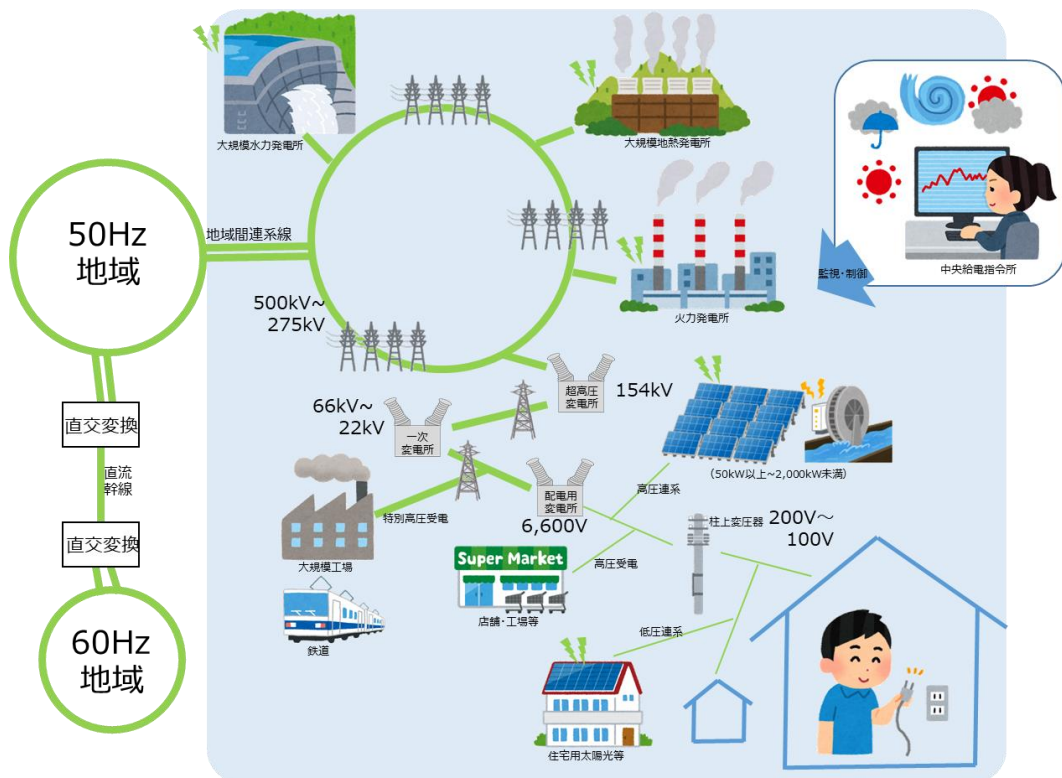 大規模水力発電所
大規模地熱発電所
50Hz
地域
地域間連系線
火力発電所
監視・制御
中央給電指令所
500kV~
275kV
超高圧
変電所
154kV
66kV~
22kV
一次
変電所
直交変換
直流
幹線
直交変換
60Hz
地域
特別高圧受電
大規模工場
鉄道
配電用
変電所
6,600V
高圧連系
(50kW以上~2,000kW未満)
柱上変圧器
200V～
100V
Super Market
高圧受電
店舗・工場等
低圧連系
住宅用太陽光等